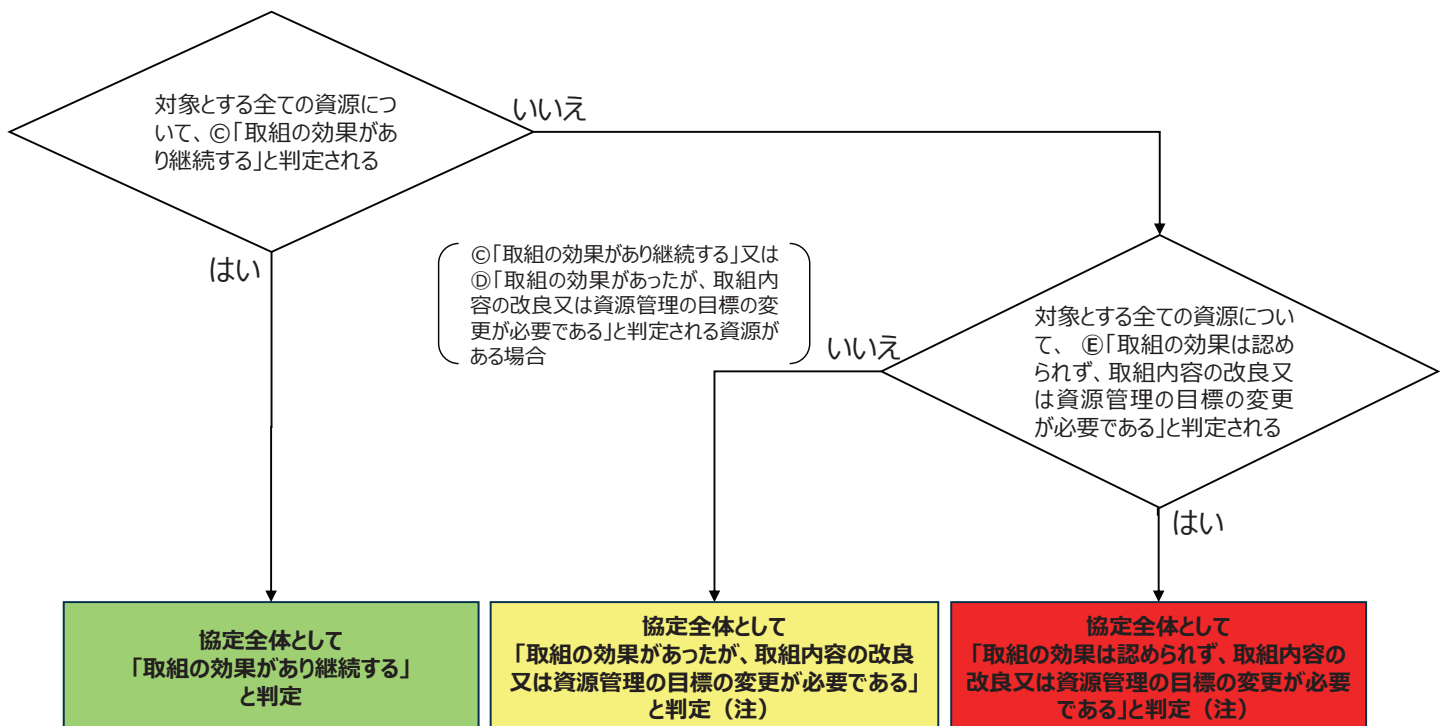 対象とする全ての資源につ
いて、©「取組の効果があ
り継続する」と判定される
いいえ
はい
©「取組の効果があり継続する」又は
Ⓓ「取組の効果があったが、取組内
容の改良又は資源管理の目標の変
更が必要である」と判定される資源が
ある場合
いいえ
対象とする全ての資源につい
て、 Ⓔ「取組の効果は認め
られず、取組内容の改良又
は資源管理の目標の変更
が必要である」と判定される
はい
協定全体として
「取組の効果があり継続する」
と判定
協定全体として
「取組の効果があったが、取組内容の改良
又は資源管理の目標の変更が必要である」
と判定（注）
協定全体として
「取組の効果は認められず、取組内容の
改良又は資源管理の目標の変更が必要
である」と判定（注）